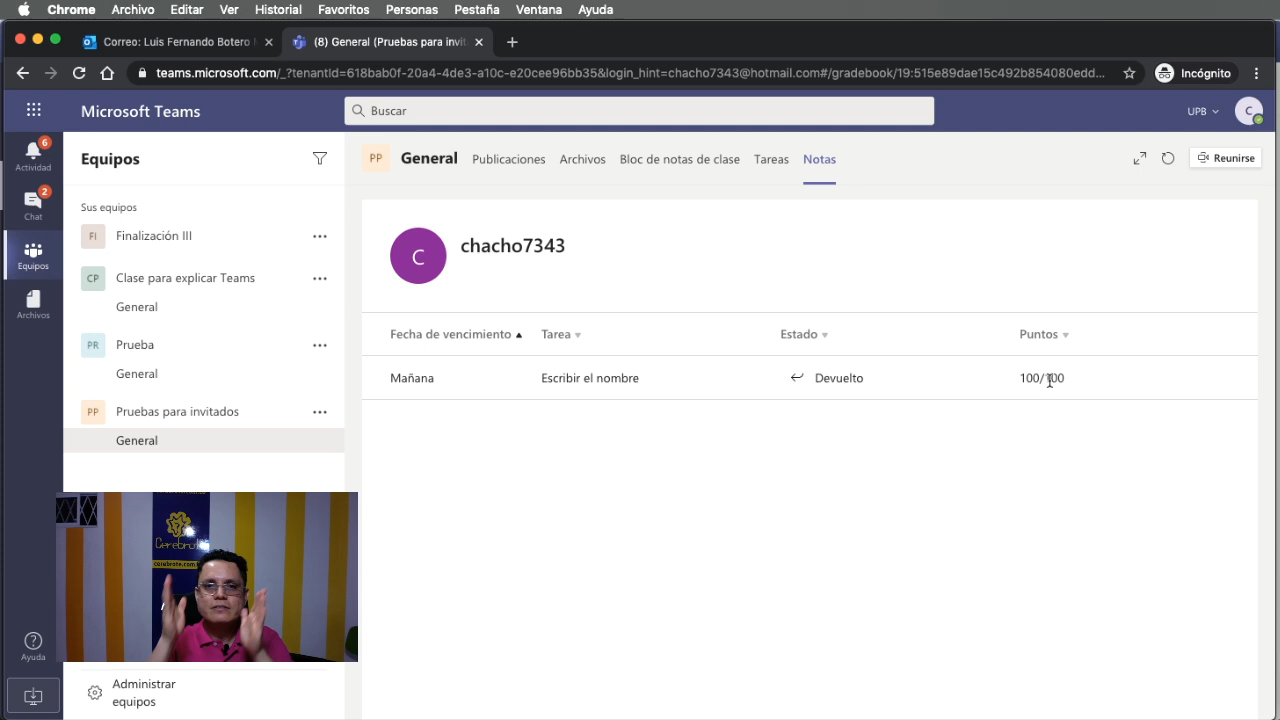 Chrome Archivo Editar Ver Historial Favoritos Personas Pestaña Ventana Ayuda
Correo: Luis Fernando Botero
(8) General (Pruebas para invit
teams.microsoft.com/_?tenantId=618bab0f-20a4-4de3-a10c-e20cee96bb35&login_hint=chacho7343@hotmail.com#/gradebook/19:515e89dae15c492b854080edd...
Incógnito
Microsoft Teams
Buscar
UPB
C
6
Actividad
2
Chat
Equipos
Archivos
Ayuda
Equipos
Sus equipos
FI Finalización III ...
CP Clase para explicar Teams ...
General
PR Prueba ...
General
PP Pruebas para invitados ...
General
Administrar
equipos
PP General Publicaciones Archivos Bloc de notas de clase Tareas Notas
Reunirse
C chacho7343
Fecha de vencimiento Tarea Estado Puntos
Mañana Escribir el nombre Devuelto 100/100
Cerebrote